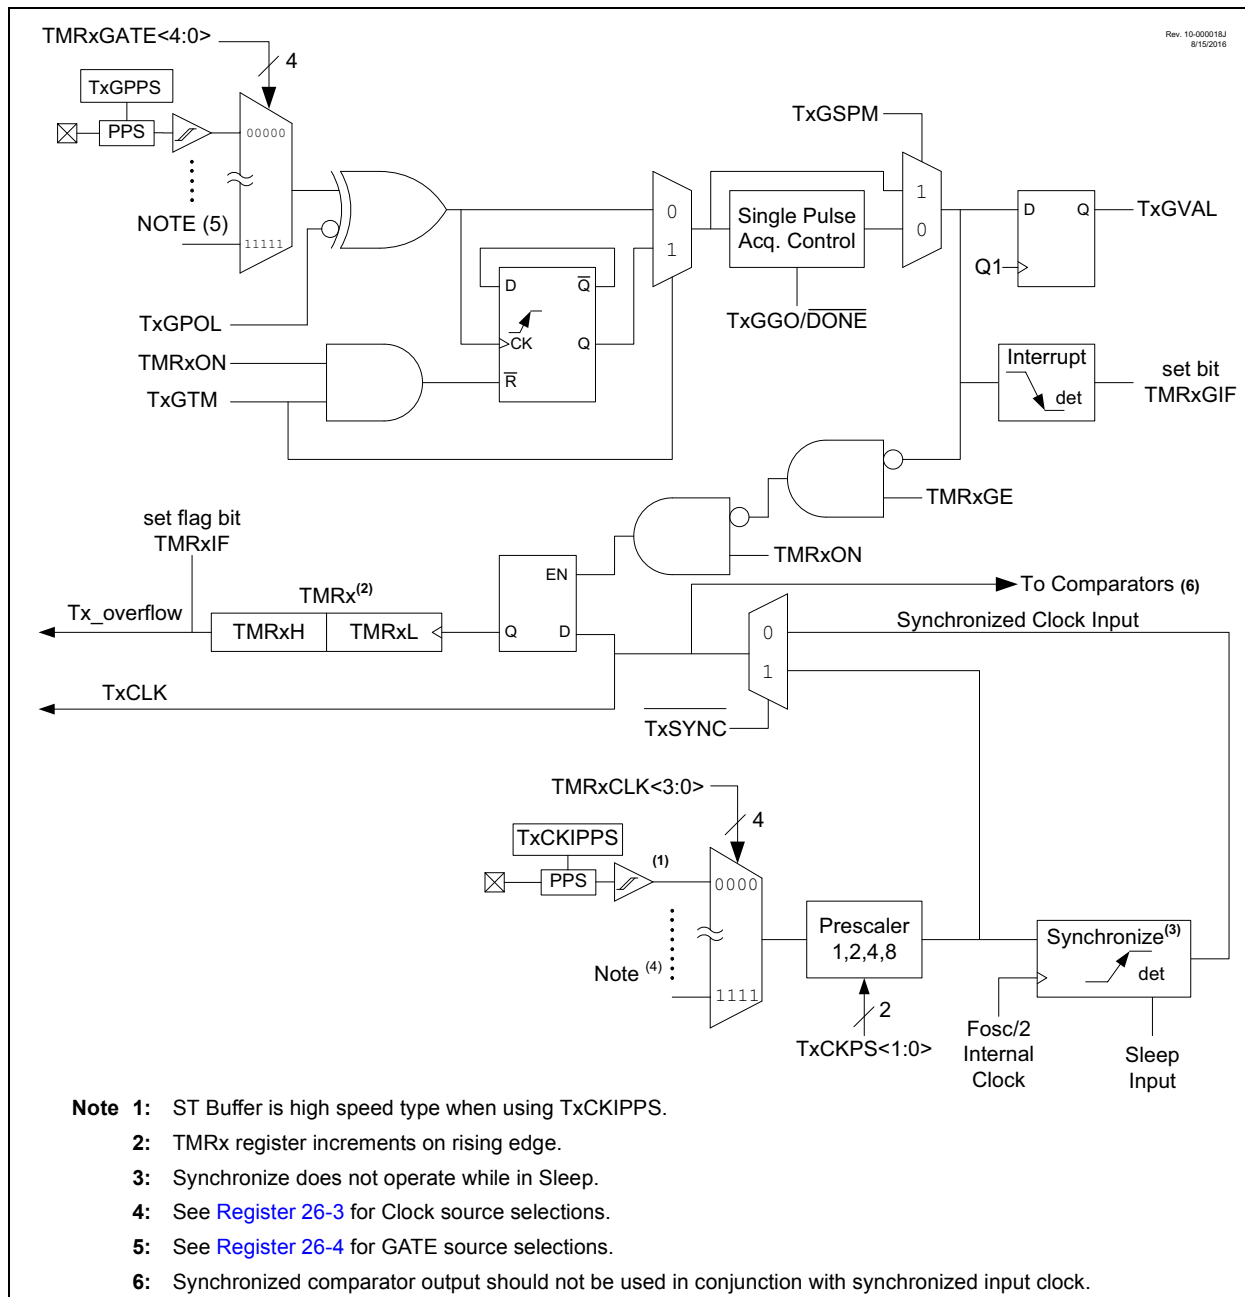 Rev. 10-000018J
8/15/2016
TMRxGATE<4:0>
4
TxGPPS
PPS
00000
NOTE (5)
11111
TxGPOL
TMRxON
TxGTM
D
Q
CK
Q
R
0
1
Single Pulse
Acq. Control
TxGGO/DONE
TxGSPM
1
0
D
Q
Q1
TxGVAL
Interrupt
det
set bit
TMRxGIF
TMRxGE
TMRxON
set flag bit
TMRxIF
Tx_overflow
TMRx(2)
TMRxH
TMRxL
EN
Q
D
TxCLK
To Comparators (6)
Synchronized Clock Input
0
1
TxSYNC
TMRxCLK<3:0>
4
TxCKIPPS
PPS
(1)
0000
Note (4)
1111
Prescaler
1,2,4,8
2
TxCKPS<1:0>
Synchronize(3)
det
Fosc/2
Internal
Clock
Sleep
Input
Note 1: ST Buffer is high speed type when using TxCKIPPS.
2: TMRx register increments on rising edge.
3: Synchronize does not operate while in Sleep.
4: See Register 26-3 for Clock source selections.
5: See Register 26-4 for GATE source selections.
6: Synchronized comparator output should not be used in conjunction with synchronized input clock.